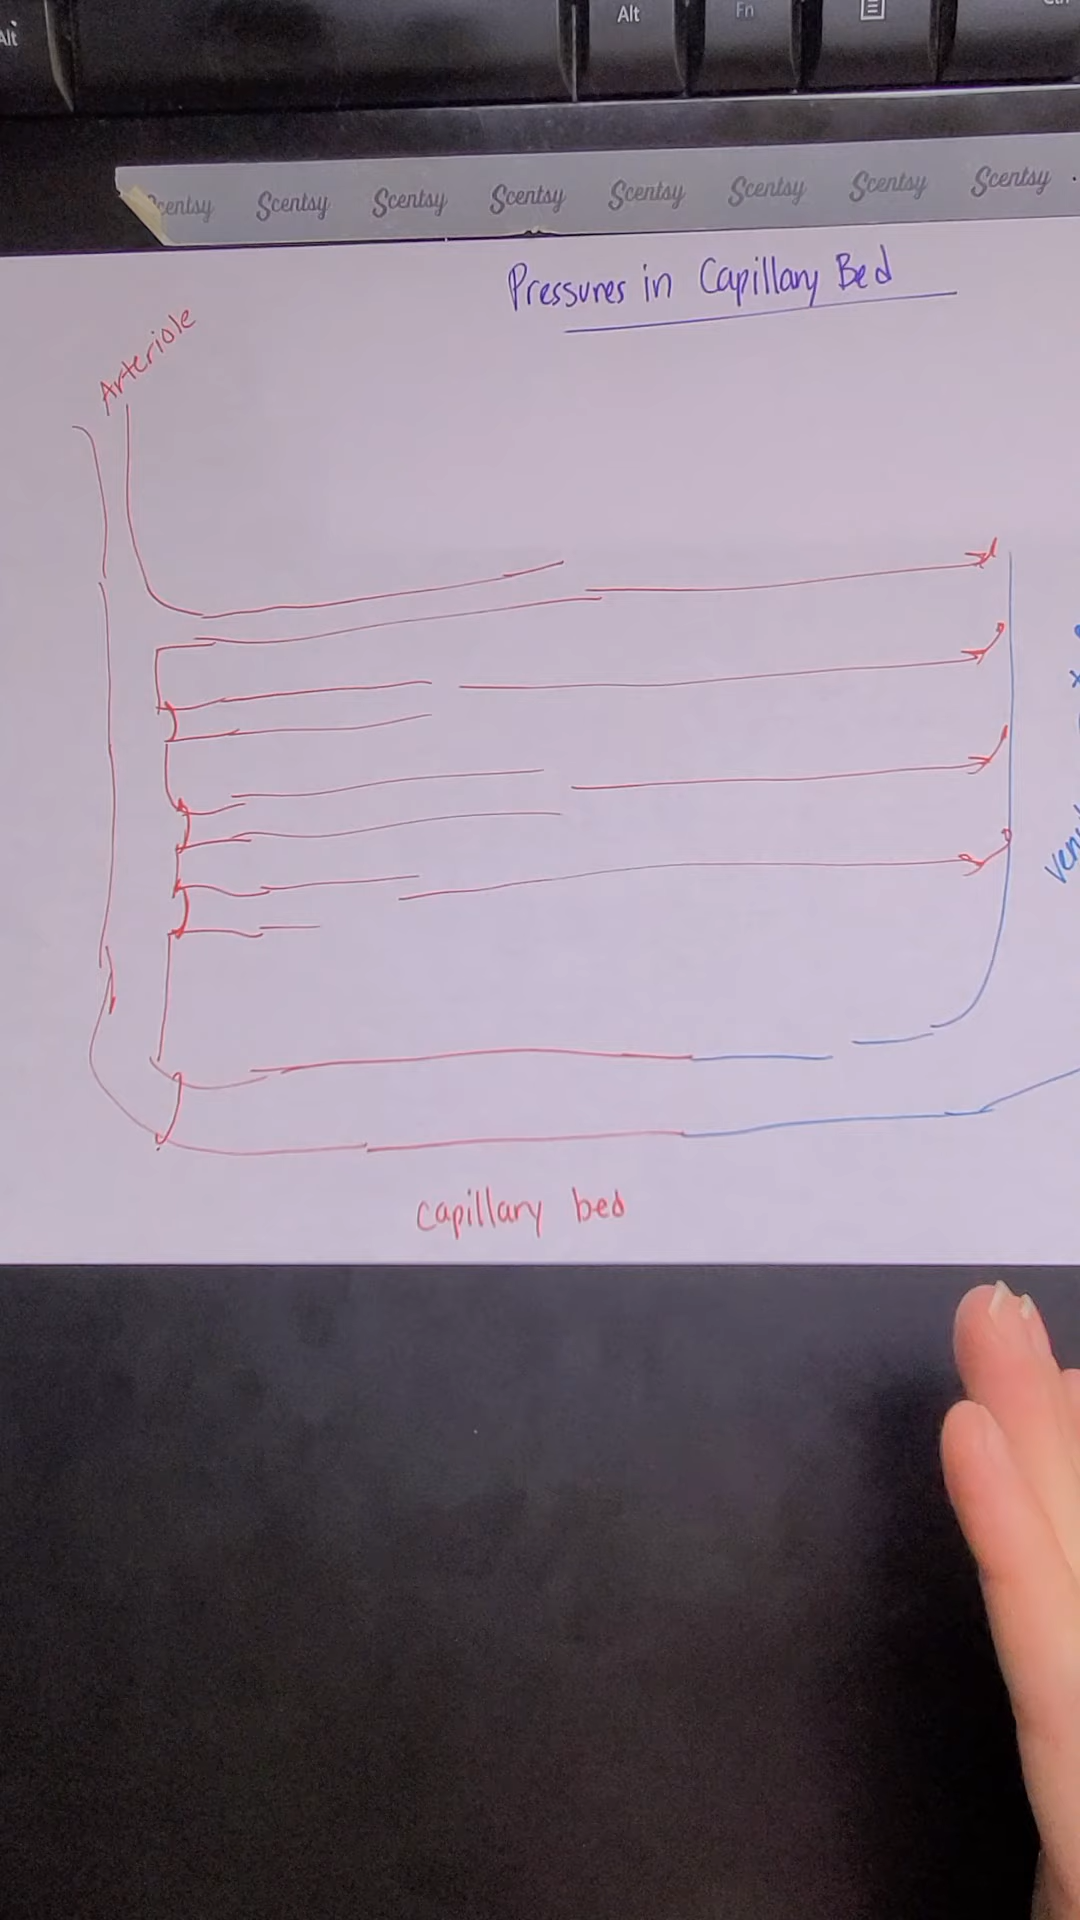 Alt
Alt
Fn
Scentsy Scentsy Scentsy Scentsy Scentsy Scentsy Scentsy Scentsy
Pressures in Capillary Bed
Arteriole
capillary bed